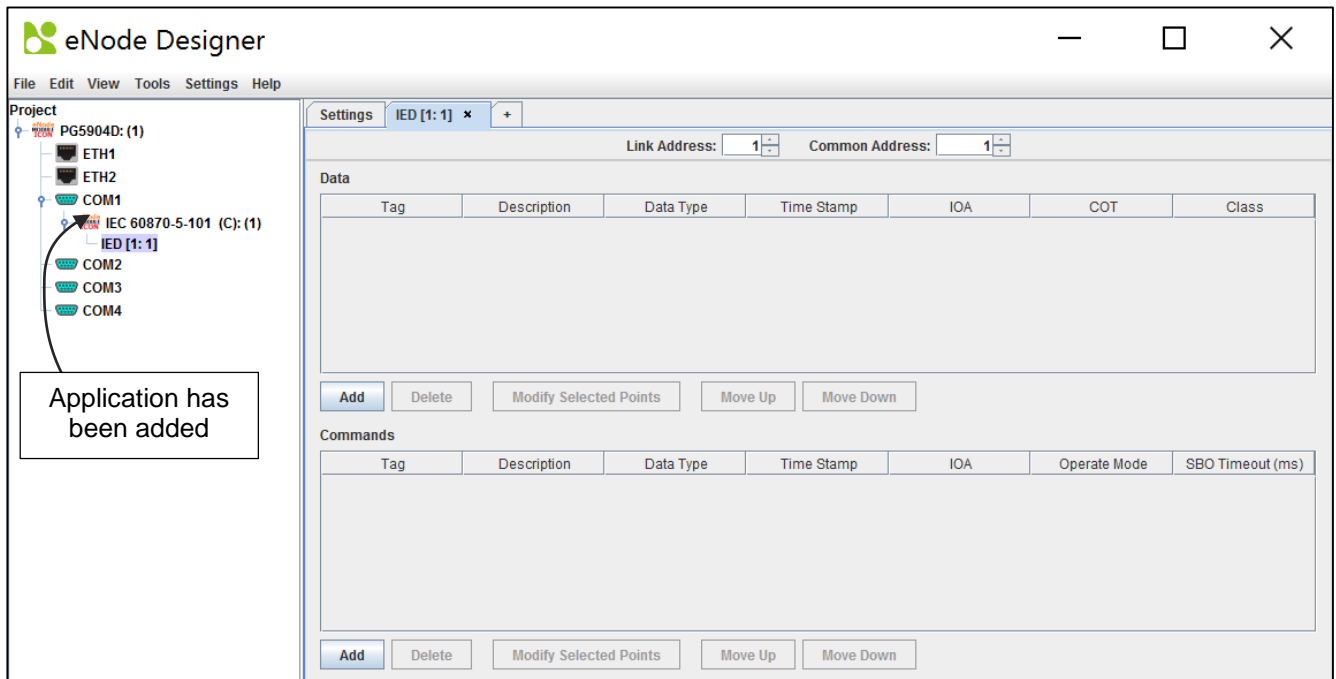 eNode Designer
File Edit View Tools Settings Help
Project
eNode MODULE ICON PG5904D: (1)
ETH1
ETH2
COM1
IEC 60870-5-101 (C): (1)
IED [1: 1]
COM2
COM3
COM4
Application has
been added
Settings IED [1: 1] × +
Link Address: 1 Common Address: 1
Data
Tag Description Data Type Time Stamp IOA COT Class
Add Delete Modify Selected Points Move Up Move Down
Commands
Tag Description Data Type Time Stamp IOA Operate Mode SBO Timeout (ms)
Add Delete Modify Selected Points Move Up Move Down